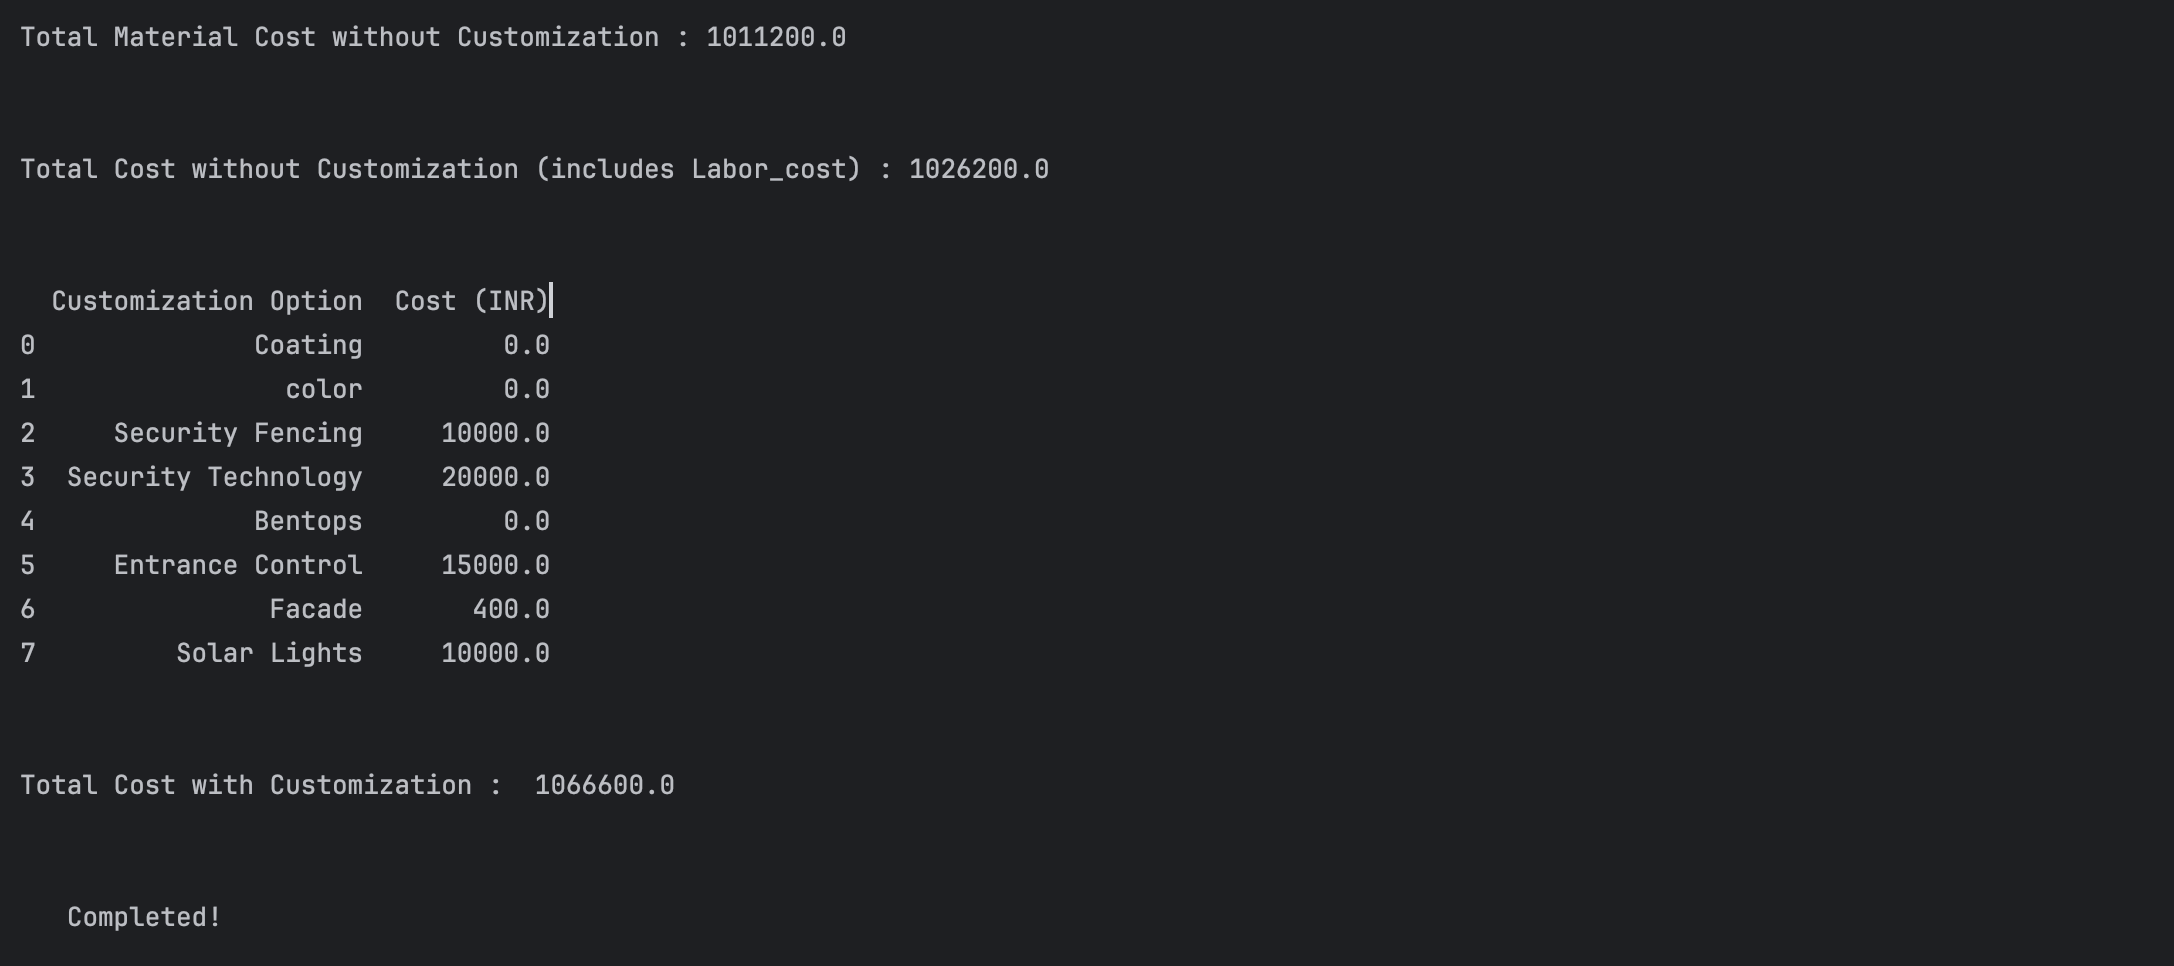 Total Material Cost without Customization : 1011200.0
Total Cost without Customization (includes Labor_cost) : 1026200.0
  Customization Option  Cost (INR)
0              Coating         0.0
1                color         0.0
2     Security Fencing     10000.0
3  Security Technology     20000.0
4              Bentops         0.0
5     Entrance Control     15000.0
6               Facade       400.0
7         Solar Lights     10000.0
Total Cost with Customization :  1066600.0
   Completed!